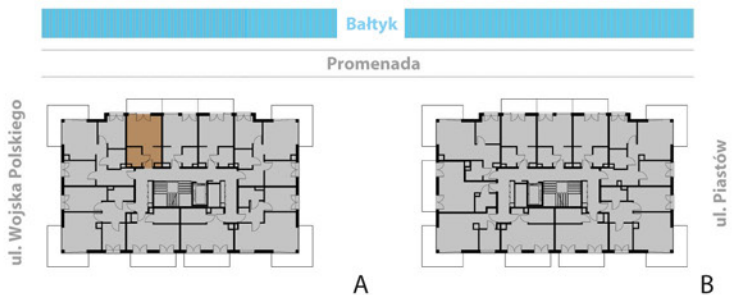 Bałtyk
Promenada
ul. Wojska Polskiego
ul. Piastów
A
B